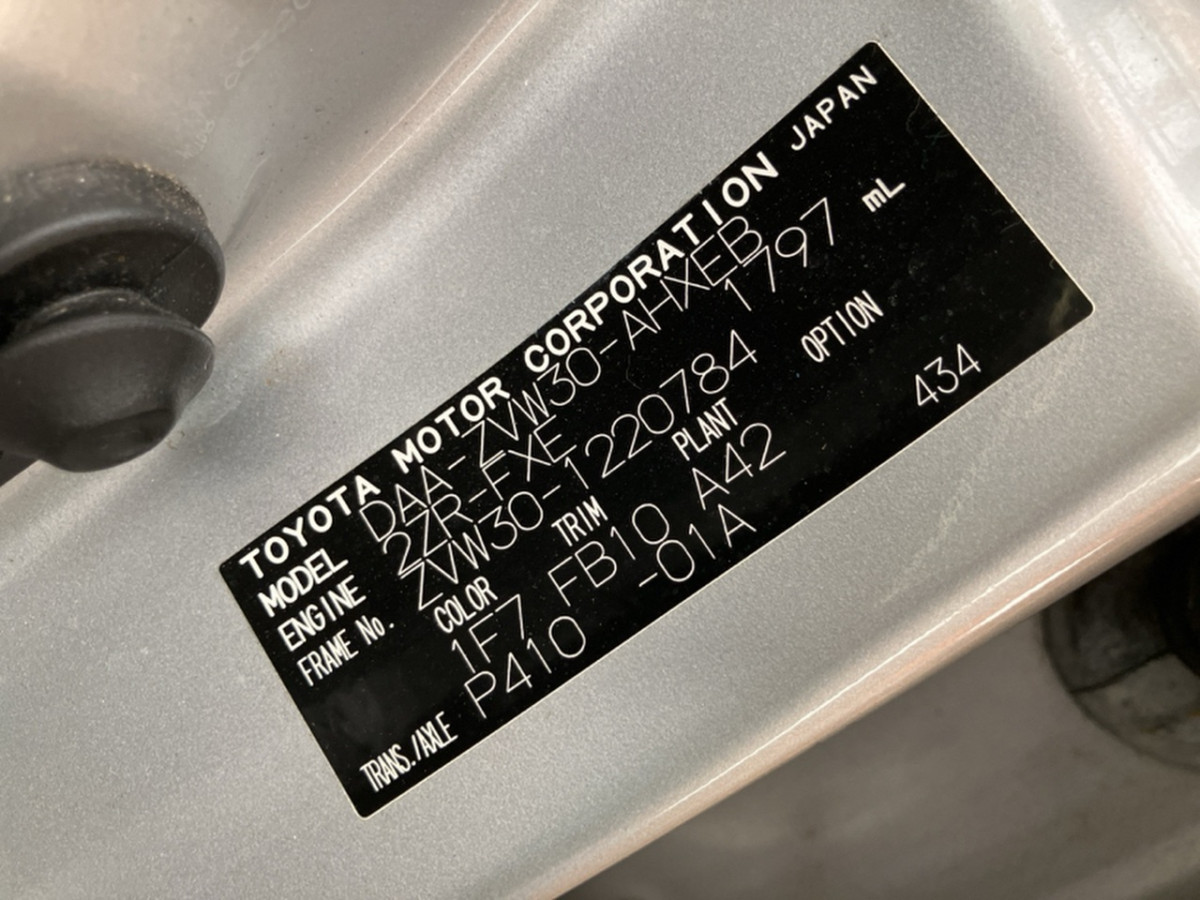 TOYOTA MOTOR CORPORATION JAPAN
MODEL DAA-ZVW30-AHXEB
ENGINE 2ZR-FXE 1797 mL
FRAME No. ZVW30-1220784
COLOR TRIM PLANT OPTION
1F7 FB10 A42 434
TRANS./AXLE P410 -01A